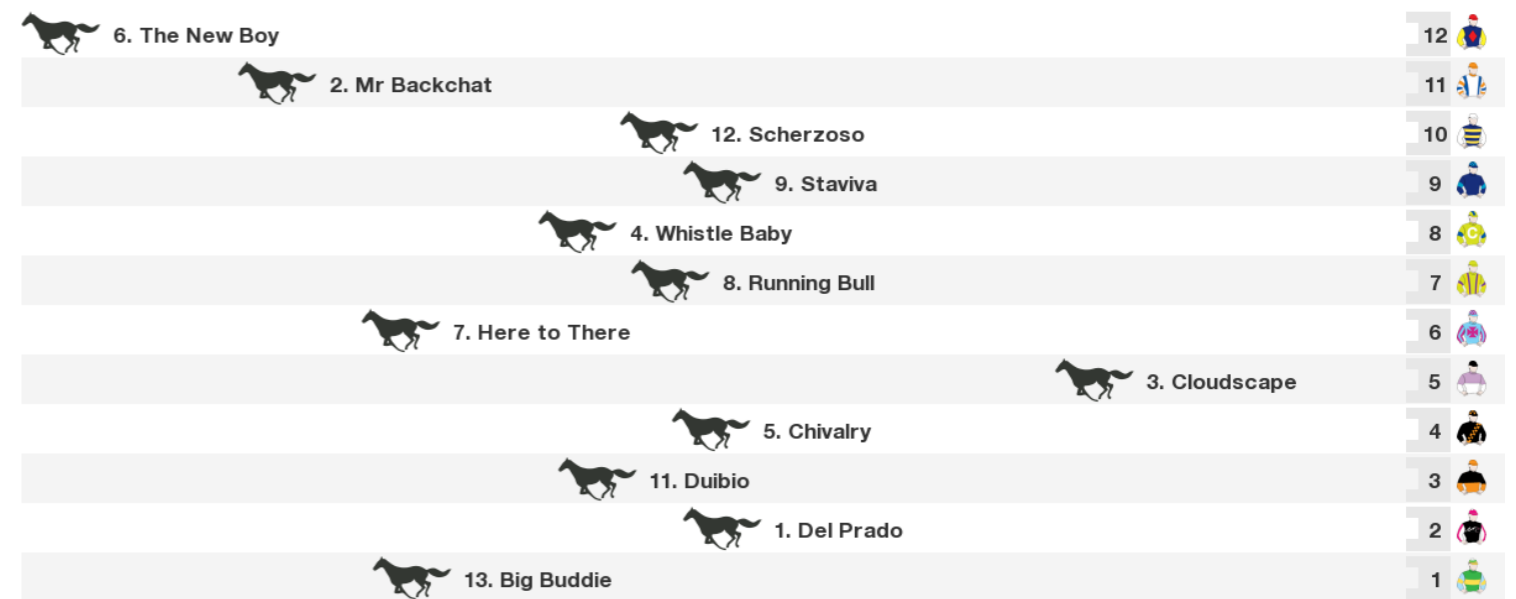 6. The New Boy 12
2. Mr Backchat 11
12. Scherzoso 10
9. Staviva 9
4. Whistle Baby 8 C
8. Running Bull 7
7. Here to There 6
3. Cloudscape 5
5. Chivalry 4
11. Duibio 3
1. Del Prado 2
13. Big Buddie 1